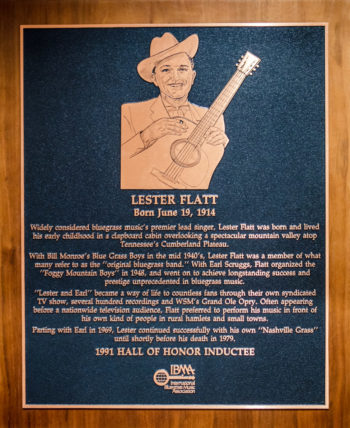 LESTER FLATT
Born June 19, 1914
Widely considered bluegrass music's premier lead singer, Lester Flatt was born and lived
his early childhood in a clapboard cabin overlooking a spectacular mountain valley atop
Tennessee's Cumberland Plateau.
With Bill Monroe's Blue Grass Boys in the mid 1940's, Lester Flatt was a member of what
many refer to as the "original bluegrass band." With Earl Scruggs, Flatt organized the
"Foggy Mountain Boys" in 1948, and went on to achieve longstanding success and
prestige unprecedented in bluegrass music.
"Lester and Earl" became a way of life to countless fans through their own syndicated
TV show, several hundred recordings and WSM's Grand Ole Opry. Often appearing
before a nationwide television audience, Flatt preferred to perform his music in front of
his own kind of people in rural hamlets and small towns.
Parting with Earl in 1969, Lester continued successfully with his own "Nashville Grass"
until shortly before his death in 1979.
1991 HALL OF HONOR INDUCTEE
IBMA
International
Bluegrass Music
Association